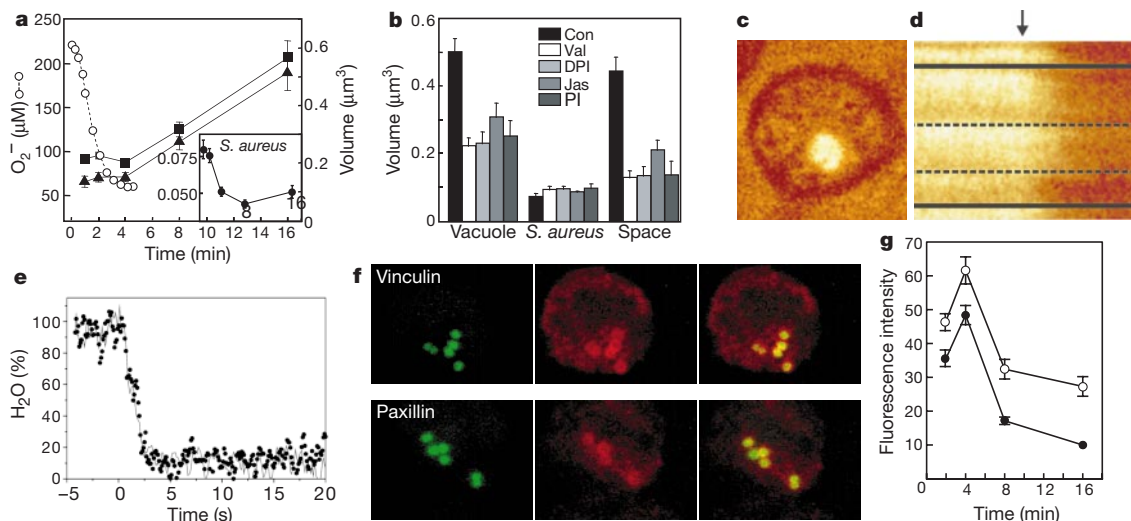 a
O₂⁻ (µM)
250
200
150
100
50
0 2 4 6 8 10 12 14 16
Time (min)
0.6
0.4
0.2
0
Volume (µm³)
S. aureus
0.075
0.050
8 16
b
Volume (µm³)
0.6
0.4
0.2
0
Con
Val
DPI
Jas
PI
Vacuole S. aureus Space
c
d
e
H₂O (%)
100
80
60
40
20
0
−5 0 5 10 15 20
Time (s)
f
Vinculin
Paxillin
g
Fluorescence intensity
70
60
50
40
30
20
10
0 4 8 12 16
Time (min)